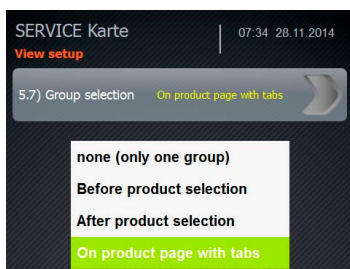 SERVICE Karte
07:34 28.11.2014
View setup
5.7) Group selection
On product page with tabs
none (only one group)
Before product selection
After product selection
On product page with tabs